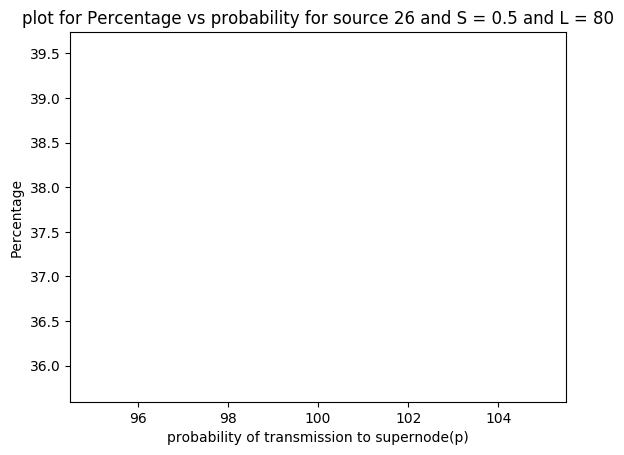 plot for Percentage vs probability for source 26 and S = 0.5 and L = 80
39.5
39.0
38.5
38.0
37.5
37.0
36.5
36.0
Percentage
96 98 100 102 104
probability of transmission to supernode(p)